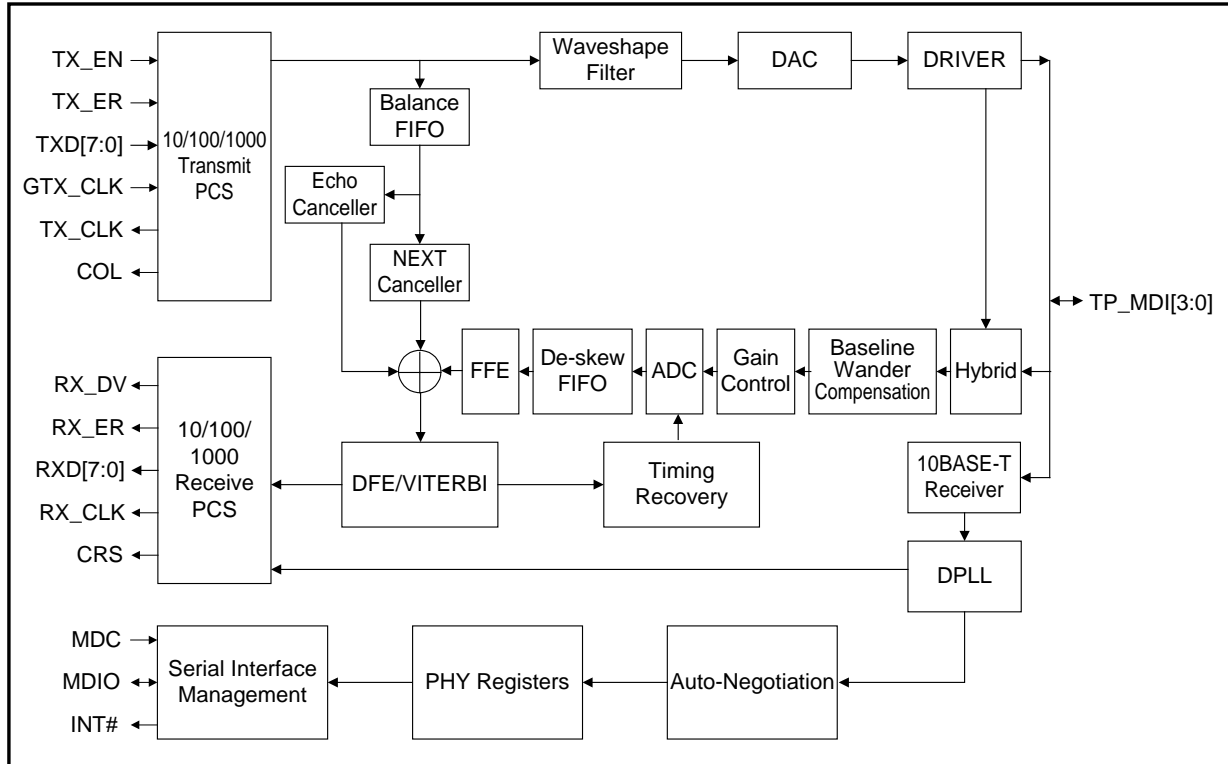 TX_EN
TX_ER
TXD[7:0]
GTX_CLK
TX_CLK
COL
10/100/1000
Transmit
PCS
Waveshape
Filter
DAC
DRIVER
Balance
FIFO
Echo
Canceller
NEXT
Canceller
TP_MDI[3:0]
FFE
De-skew
FIFO
ADC
Gain
Control
Baseline
Wander
Compensation
Hybrid
RX_DV
RX_ER
RXD[7:0]
RX_CLK
CRS
10/100/
1000
Receive
PCS
DFE/VITERBI
Timing
Recovery
10BASE-T
Receiver
DPLL
MDC
MDIO
INT#
Serial Interface
Management
PHY Registers
Auto-Negotiation